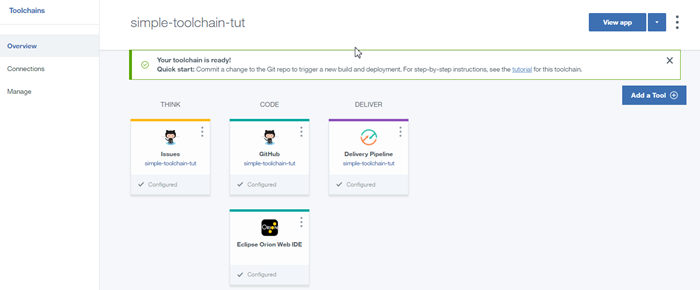 Toolchains
simple-toolchain-tut
View app
Overview
Connections
Manage
Your toolchain is ready!
Quick start: Commit a change to the Git repo to trigger a new build and deployment. For step-by-step instructions, see the tutorial for this toolchain.
Add a Tool
THINK
CODE
DELIVER
Issues
simple-toolchain-tut
Configured
GitHub
simple-toolchain-tut
Configured
Delivery Pipeline
simple-toolchain-tut
Configured
ORION
Eclipse Orion Web IDE
Configured